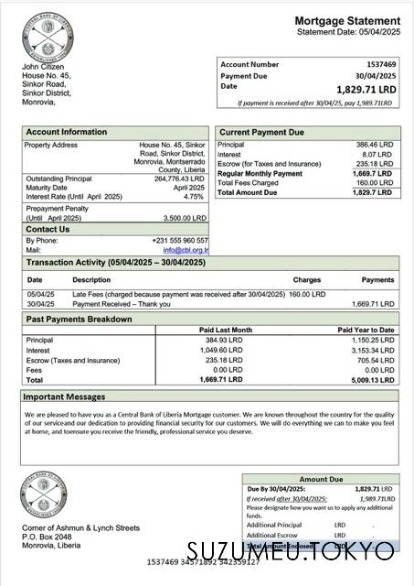 Mortgage Statement
Statement Date: 05/04/2025
John Citizen
House No. 45,
Sinkor Road,
Sinkor District,
Monrovia,
Account Number 1537469
Payment Due 30/04/2025
Date 1,829.71 LRD
If payment is received after 30/04/25, pay 1,989.71LRD
Account Information
Property Address House No. 45, Sinkor
Road, Sinkor District,
Monrovia, Montserrado
County, Liberia
Outstanding Principal 264,776.43 LRD
Maturity Date April 2025
Interest Rate (Until April 2025) 4.75%
Prepayment Penalty
(Until April 2025) 3,500.00 LRD
Contact Us
By Phone: +231 555 960 557
Mail: info@cbl.org.lr
Current Payment Due
Principal 386.46 LRD
Interest 8.07 LRD
Escrow (for Taxes and Insurance) 235.18 LRD
Regular Monthly Payment 1,669.7 LRD
Total Fees Charged 160.00 LRD
Total Amount Due 1,829.7 LRD
Transaction Activity (05/04/2025 – 30/04/2025)
Date Description Charges Payments
05/04/25 Late Fees (charged because payment was received after 30/04/2025) 160.00 LRD
30/04/25 Payment Received – Thank you 1,669.71 LRD
Past Payments Breakdown
Paid Last Month Paid Year to Date
Principal 384.93 LRD 1,150.25 LRD
Interest 1,049.60 LRD 3,153.34 LRD
Escrow (Taxes and Insurance) 235.18 LRD 705.54 LRD
Fees 0.00 LRD 0.00 LRD
Total 1,669.71 LRD 5,009.13 LRD
Important Messages
We are pleased to have you as a Central Bank of Liberia Mortgage customer. We are known throughout the country for the quality
of our serviceand our dedication to providing financial security for our customers. We will do everything we can to make you feel
at home, and toensure you receive the friendly, professional service you deserve.
Corner of Ashmun & Lynch Streets
P.O. Box 2048
Monrovia, Liberia
Amount Due
Due By 30/04/2025: 1,829.71 LRD
If received after 30/04/2025: 1,989.71LRD
Please designate how you want us to apply any additional
funds.
Additional Principal LRD .
Additional Escrow LRD .
Total Amount Enclosed LRD
SUZUMEU.TOKYO
1537469 34571892 342359127